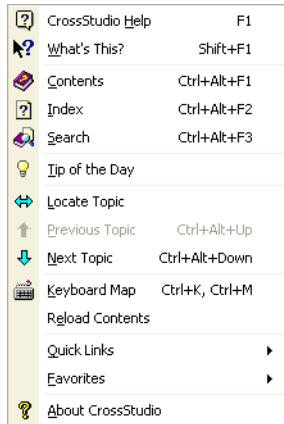 CrossStudio Help F1
What's This? Shift+F1
Contents Ctrl+Alt+F1
Index Ctrl+Alt+F2
Search Ctrl+Alt+F3
Tip of the Day
Locate Topic
Previous Topic Ctrl+Alt+Up
Next Topic Ctrl+Alt+Down
Keyboard Map Ctrl+K, Ctrl+M
Reload Contents
Quick Links
Favorites
About CrossStudio